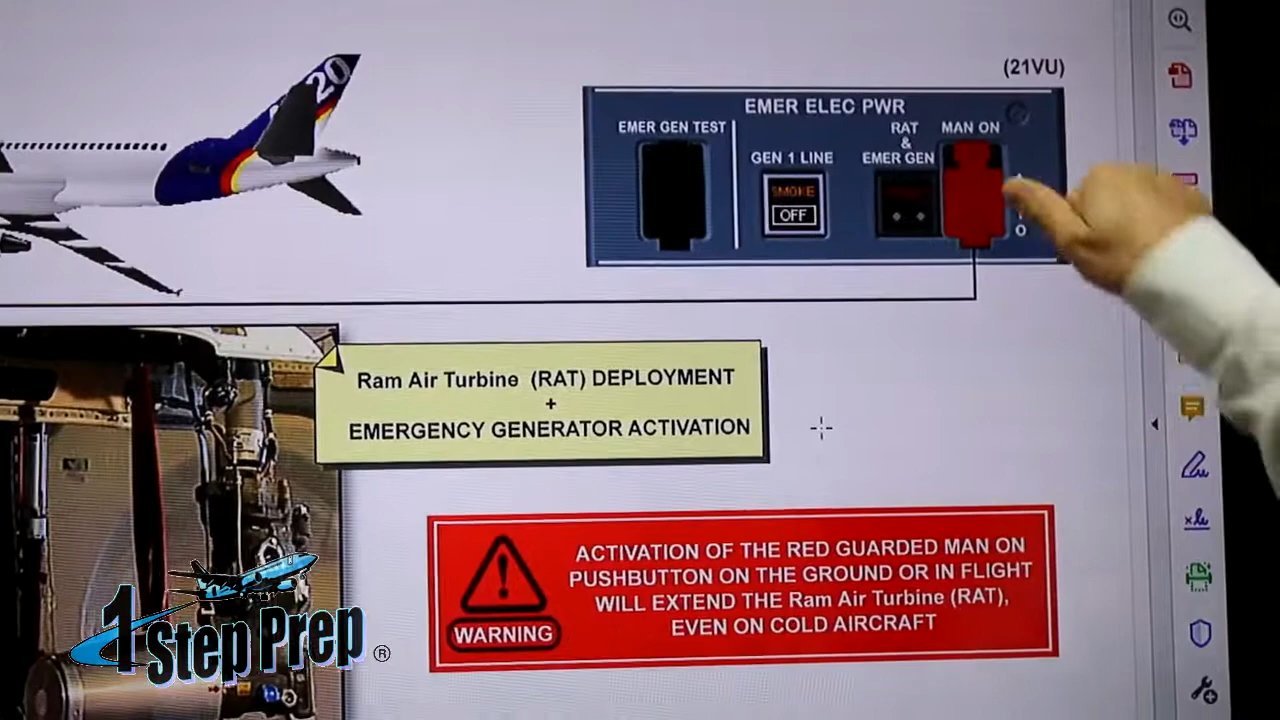 20
(21VU)
EMER ELEC PWR
EMER GEN TEST
GEN 1 LINE
SMOKE
OFF
RAT
&
EMER GEN
MAN ON
O
Ram Air Turbine (RAT) DEPLOYMENT
+
EMERGENCY GENERATOR ACTIVATION
WARNING
ACTIVATION OF THE RED GUARDED MAN ON
PUSHBUTTON ON THE GROUND OR IN FLIGHT
WILL EXTEND THE Ram Air Turbine (RAT),
EVEN ON COLD AIRCRAFT
1 Step Prep ®